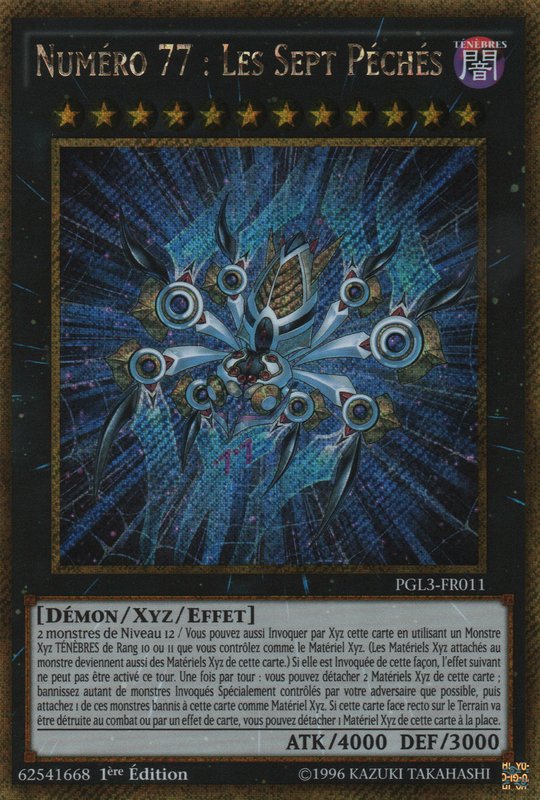 Numéro 77 : Les Sept Péchés
TÉNÈBRES
闇
77
PGL3-FR011
[Démon/Xyz/Effet]
2 monstres de Niveau 12 / Vous pouvez aussi Invoquer par Xyz cette carte en utilisant un Monstre
Xyz TÉNÈBRES de Rang 10 ou 11 que vous contrôlez comme le Matériel Xyz. (Les Matériels Xyz attachés au
monstre deviennent aussi des Matériels Xyz de cette carte.) Si elle est Invoquée de cette façon, l'effet suivant
ne peut pas être activé ce tour. Une fois par tour : vous pouvez détacher 2 Matériels Xyz de cette carte ;
bannissez autant de monstres Invoqués Spécialement contrôlés par votre adversaire que possible, puis
attachez 1 de ces monstres bannis à cette carte comme Matériel Xyz. Si cette carte face recto sur le Terrain va
être détruite au combat ou par un effet de carte, vous pouvez détacher 1 Matériel Xyz de cette carte à la place.
ATK/4000 DEF/3000
62541668 1ère Édition ©1996 KAZUKI TAKAHASHI